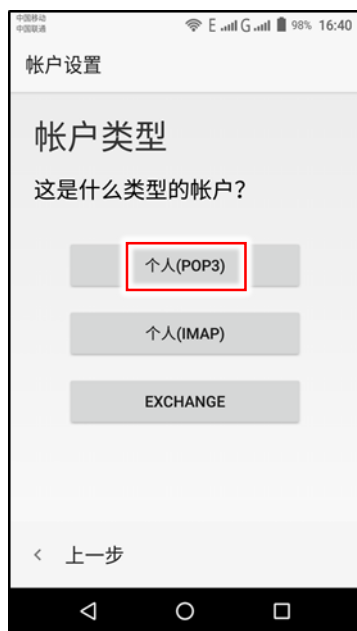 中国移动
中国联通
E G 98% 16:40
帐户设置
帐户类型
这是什么类型的帐户?
个人(POP3)
个人(IMAP)
EXCHANGE
上一步